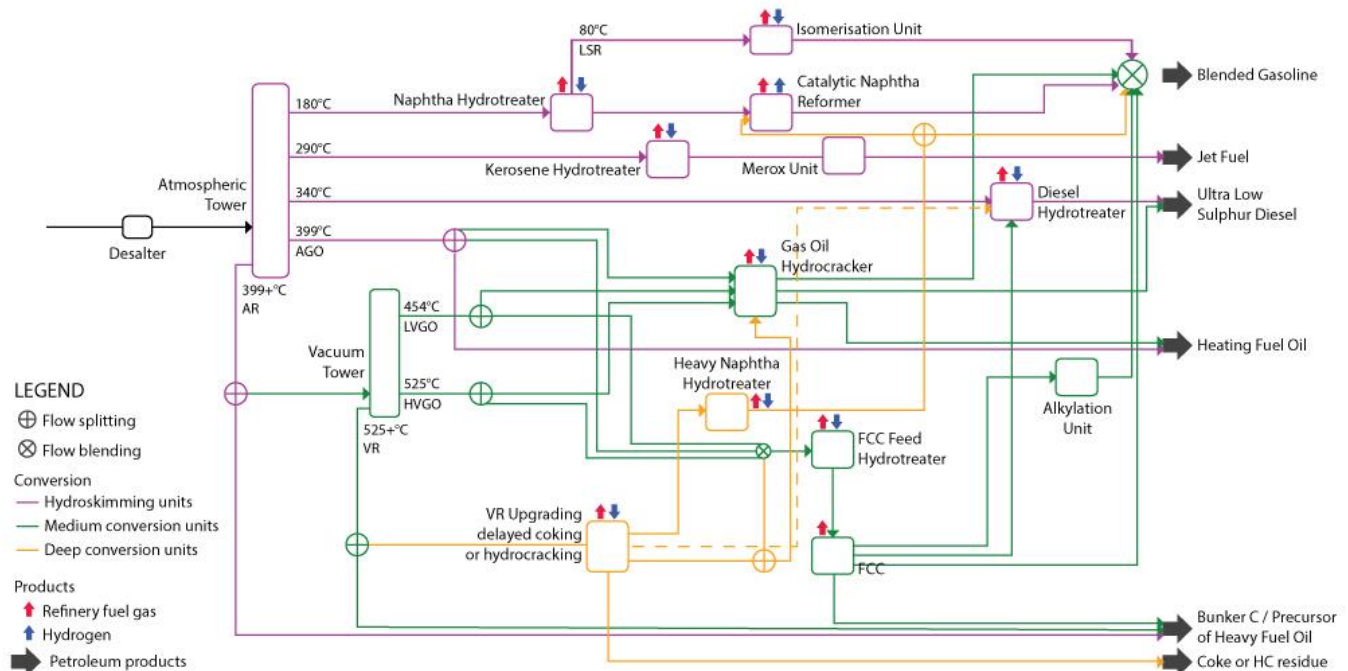 80°C
LSR
Isomerisation Unit
Naphtha Hydrotreater
180°C
Catalytic Naphtha
Reformer
Blended Gasoline
290°C
Kerosene Hydrotreater
Merox Unit
Jet Fuel
Atmospheric
Tower
340°C
Diesel
Hydrotreater
Ultra Low
Sulphur Diesel
Desalter
399°C
AGO
Gas Oil
Hydrocracker
399+°C
AR
454°C
LVGO
Heating Fuel Oil
Vacuum
Tower
Heavy Naphtha
Hydrotreater
525°C
HVGO
Alkylation
Unit
525+°C
VR
FCC Feed
Hydrotreater
VR Upgrading
delayed coking
or hydrocracking
FCC
Bunker C / Precursor
of Heavy Fuel Oil
Coke or HC residue
LEGEND
Flow splitting
Flow blending
Conversion
Hydroskimming units
Medium conversion units
Deep conversion units
Products
Refinery fuel gas
Hydrogen
Petroleum products